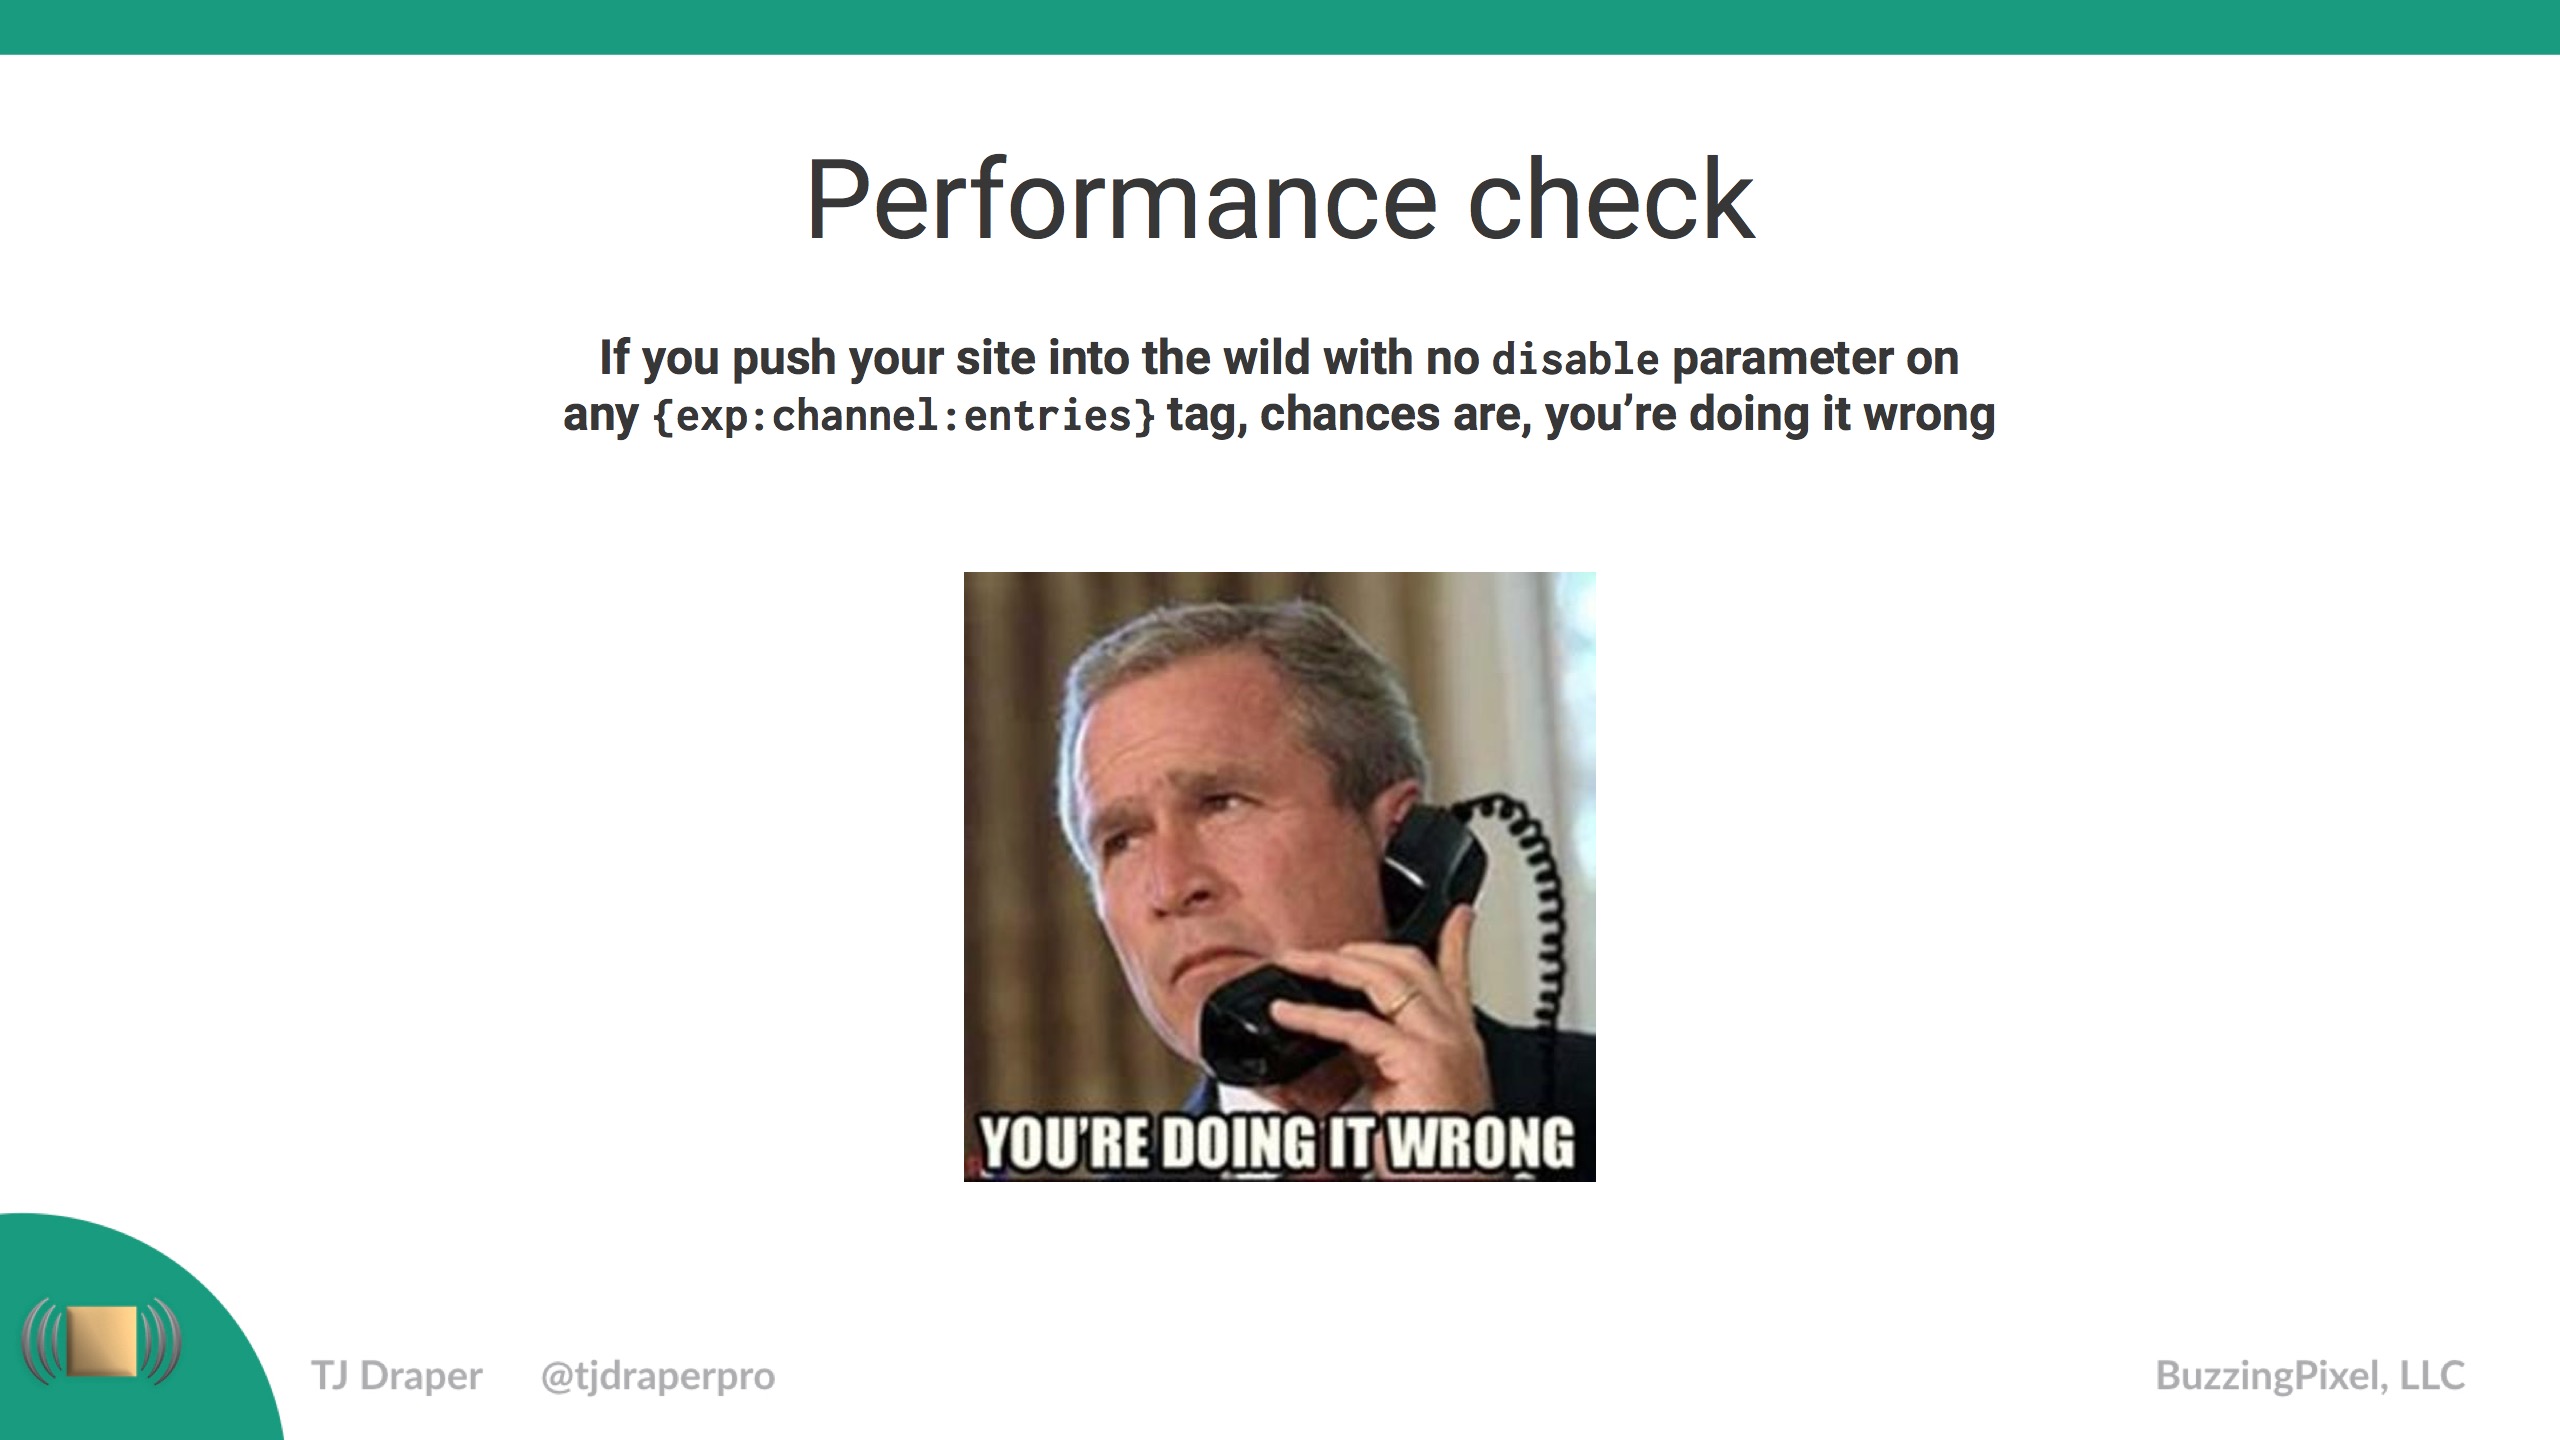 Performance check
If you push your site into the wild with no disable parameter on
any {exp:channel:entries} tag, chances are, you’re doing it wrong
YOU'RE DOING IT WRONG
TJ Draper @tjdraperpro BuzzingPixel, LLC